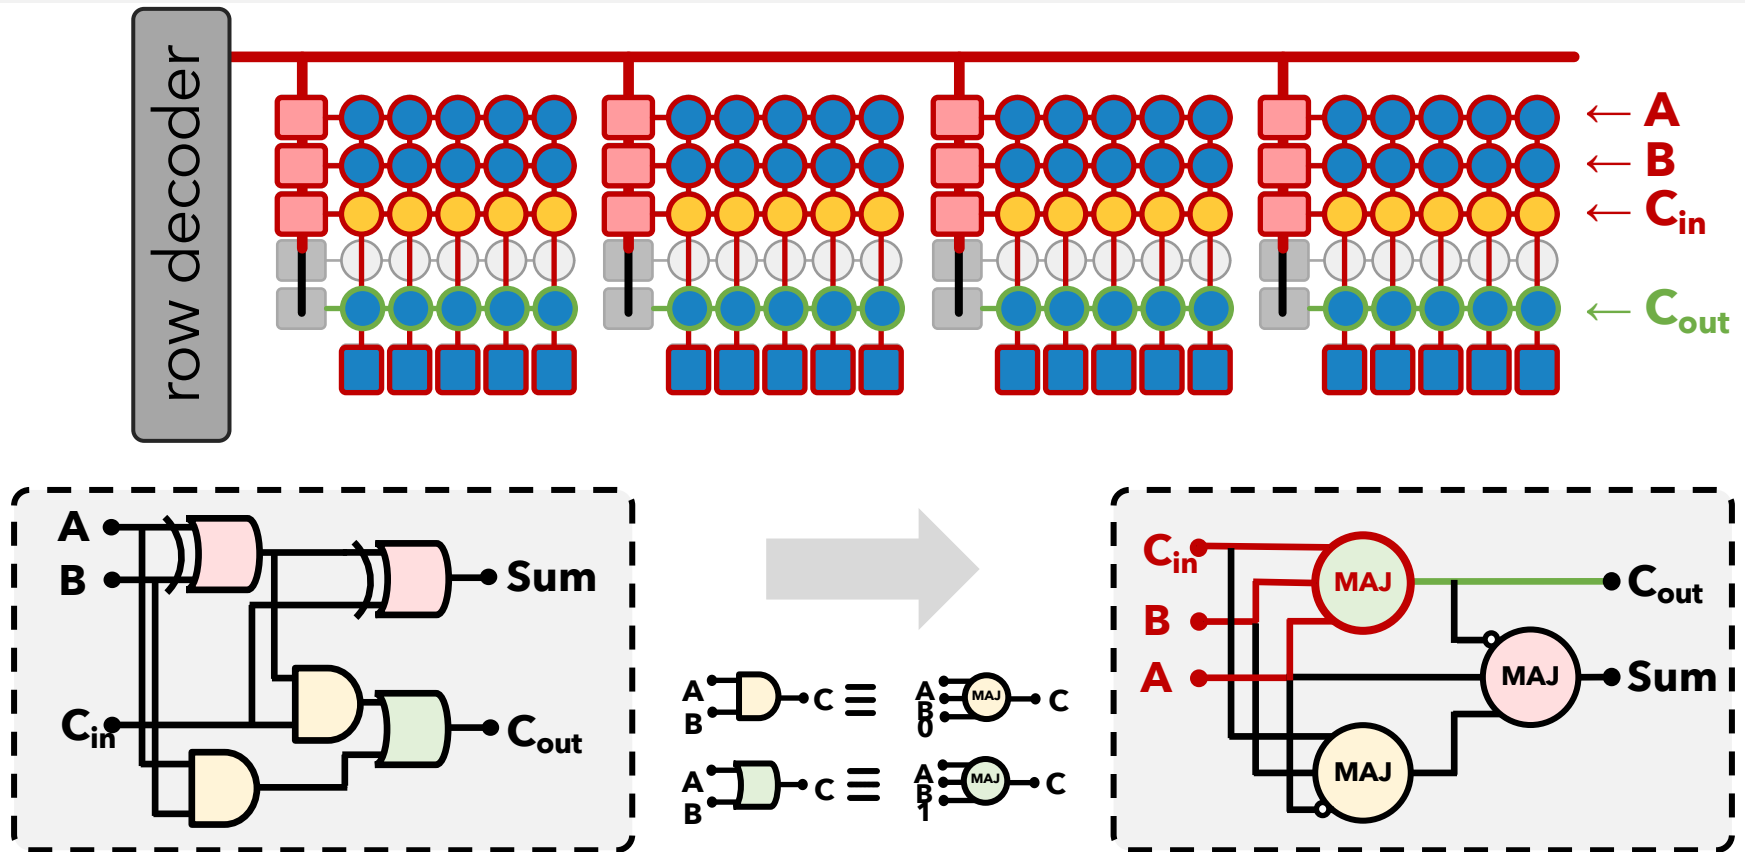 row decoder
← A
← B
← Cin
← Cout
A
B
Cin
Sum
Cout
A
B
C
≡
A
B
0
MAJ
C
A
B
C
≡
A
B
1
MAJ
C
Cin
B
A
MAJ
MAJ
MAJ
Cout
Sum